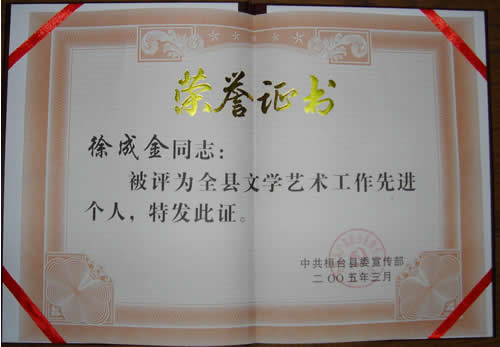 荣誉证书
徐成金同志：
被评为全县文学艺术工作先进
个人，特发此证。
中共桓台县委宣传部
二〇〇五年三月